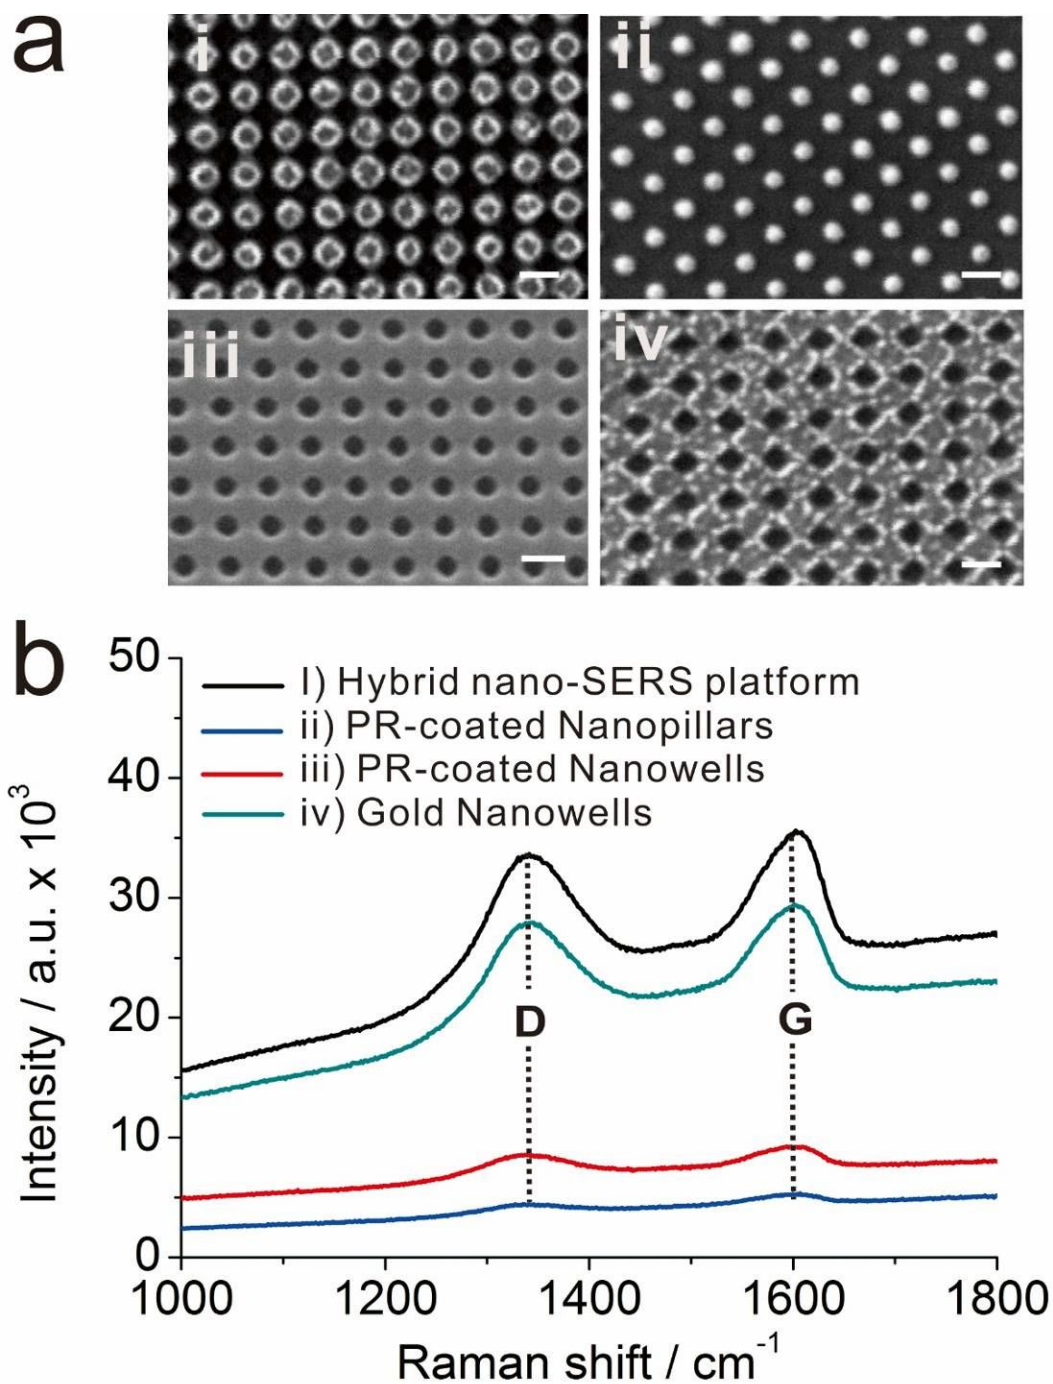 a
i
ii
iii
iv
b
50
40
30
20
10
0
Intensity / a.u. x 10³
I) Hybrid nano-SERS platform
ii) PR-coated Nanopillars
iii) PR-coated Nanowells
iv) Gold Nanowells
D
G
1000 1200 1400 1600 1800
Raman shift / cm⁻¹